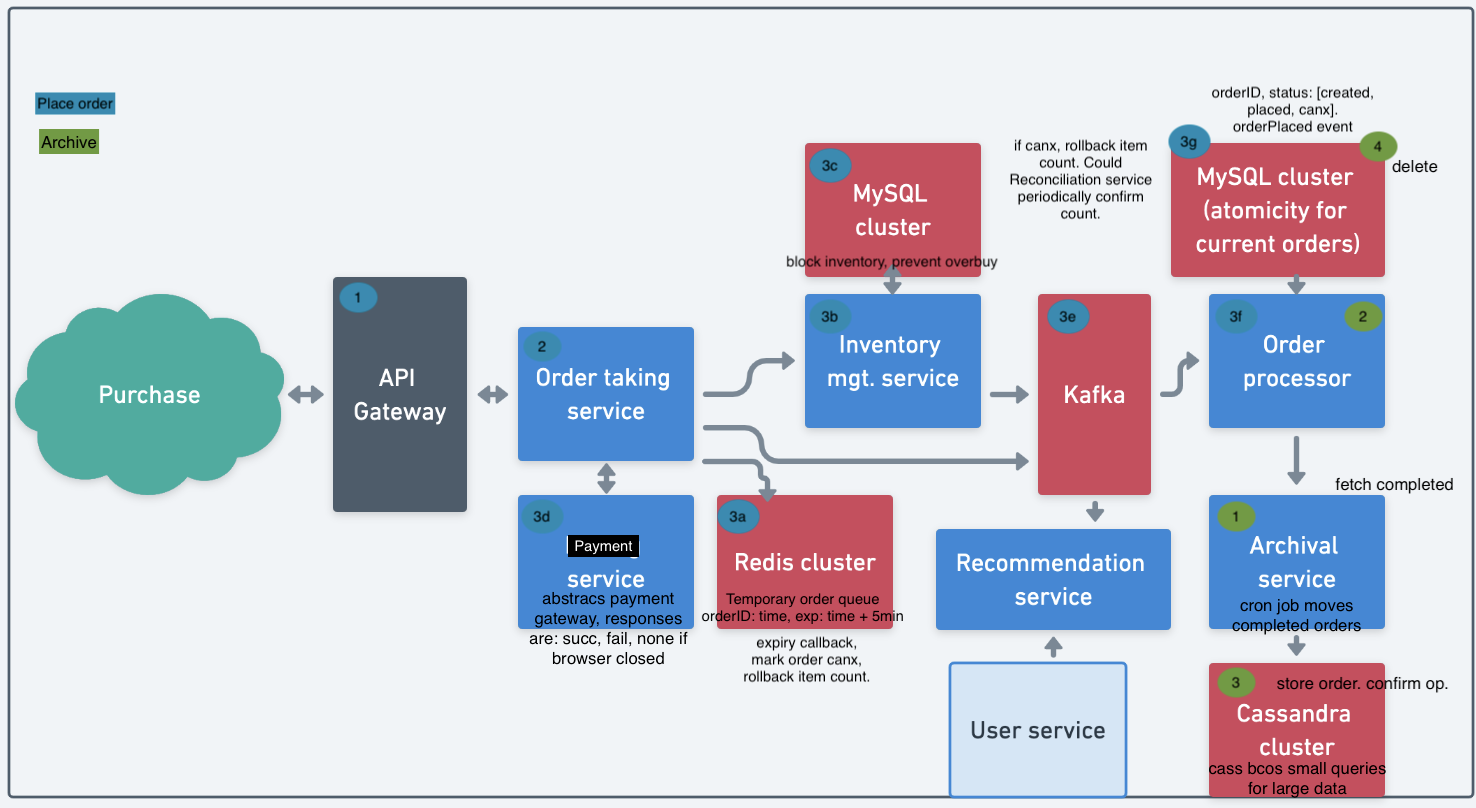 Place order
Archive
orderID, status: [created,
placed, canx].
orderPlaced event
3g
4
delete
MySQL cluster
(atomicity for
current orders)
if canx, rollback item
count. Could
Reconciliation service
periodically confirm
count.
3c
MySQL
cluster
block inventory, prevent overbuy
Purchase
1
API
Gateway
2
Order taking
service
3b
Inventory
mgt. service
3e
Kafka
3f
2
Order
processor
3d
Payment
service
abstracs payment
gateway, responses
are: succ, fail, none if
browser closed
3a
Redis cluster
Temporary order queue
orderID: time, exp: time + 5min
expiry callback,
mark order canx,
rollback item count.
Recommendation
service
User service
fetch completed
1
Archival
service
cron job moves
completed orders
3
store order. confirm op.
Cassandra
cluster
cass bcos small queries
for large data